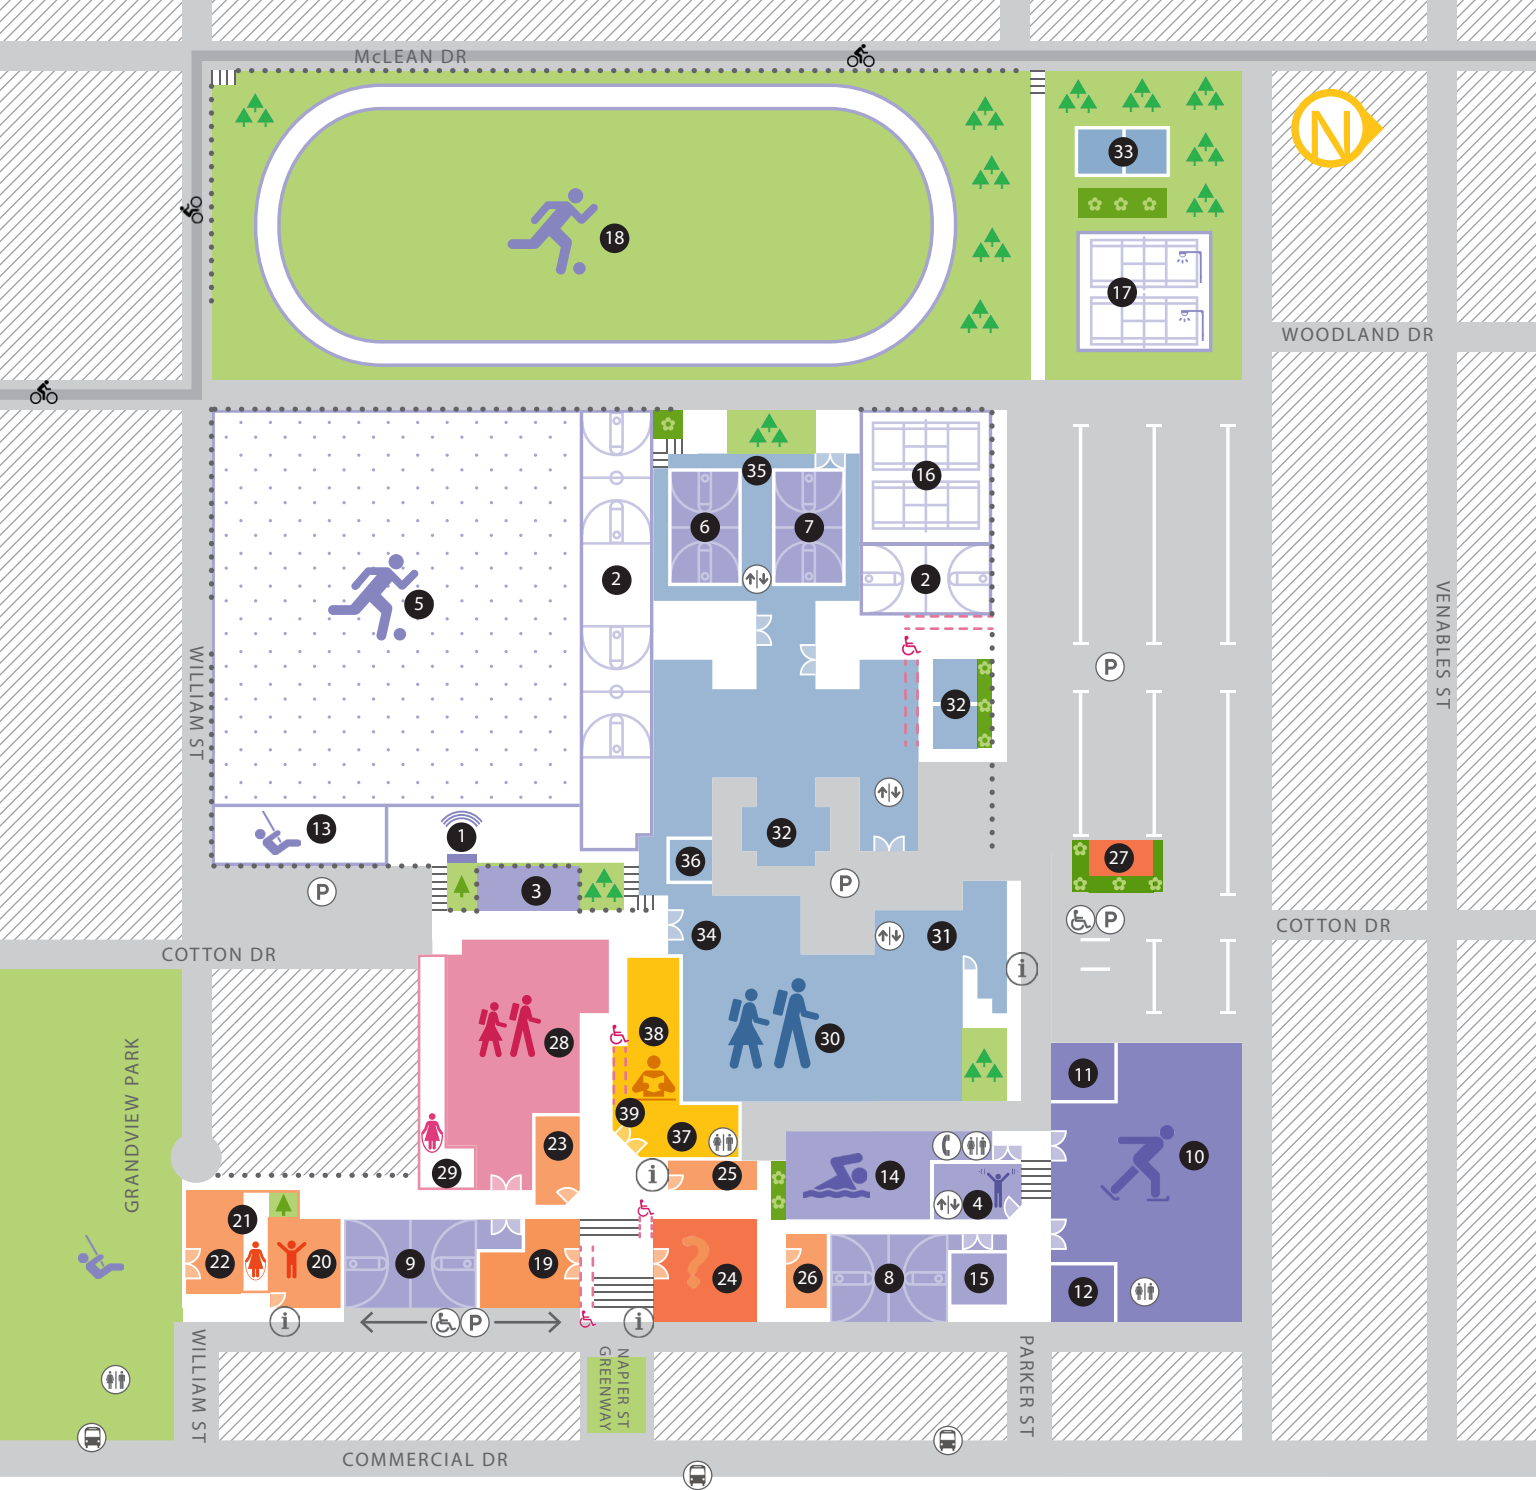 McLEAN DR
N
33
18
17
WOODLAND DR
35
16
6
7
2
2
5
VENABLES ST
WILLIAM ST
P
32
13
1
32
27
36
3
P
P
P
34
31
i
COTTON DR
COTTON DR
38
30
28
11
GRANDVIEW PARK
39
37
23
10
29
i
25
14
4
21
22
20
9
19
24
26
8
15
12
i
P
i
WILLIAM ST
NAPIER ST
GREENWAY
PARKER ST
COMMERCIAL DR